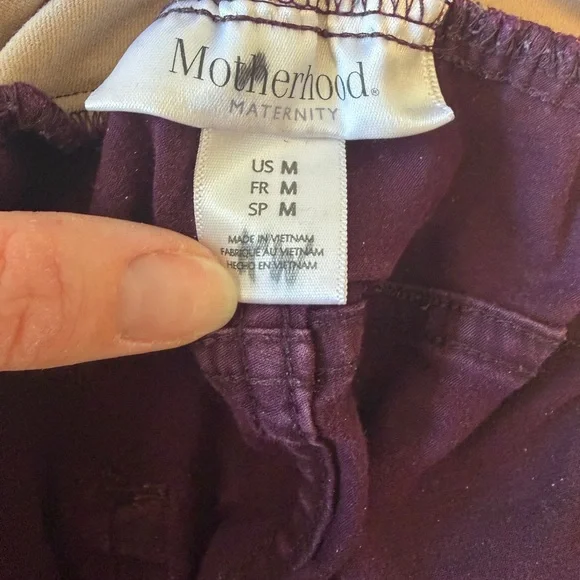 Motherhood®
MATERNITY
US M
FR M
SP M
MADE IN VIETNAM
FABRIQUE AU VIETNAM
HECHO EN VIETNAM